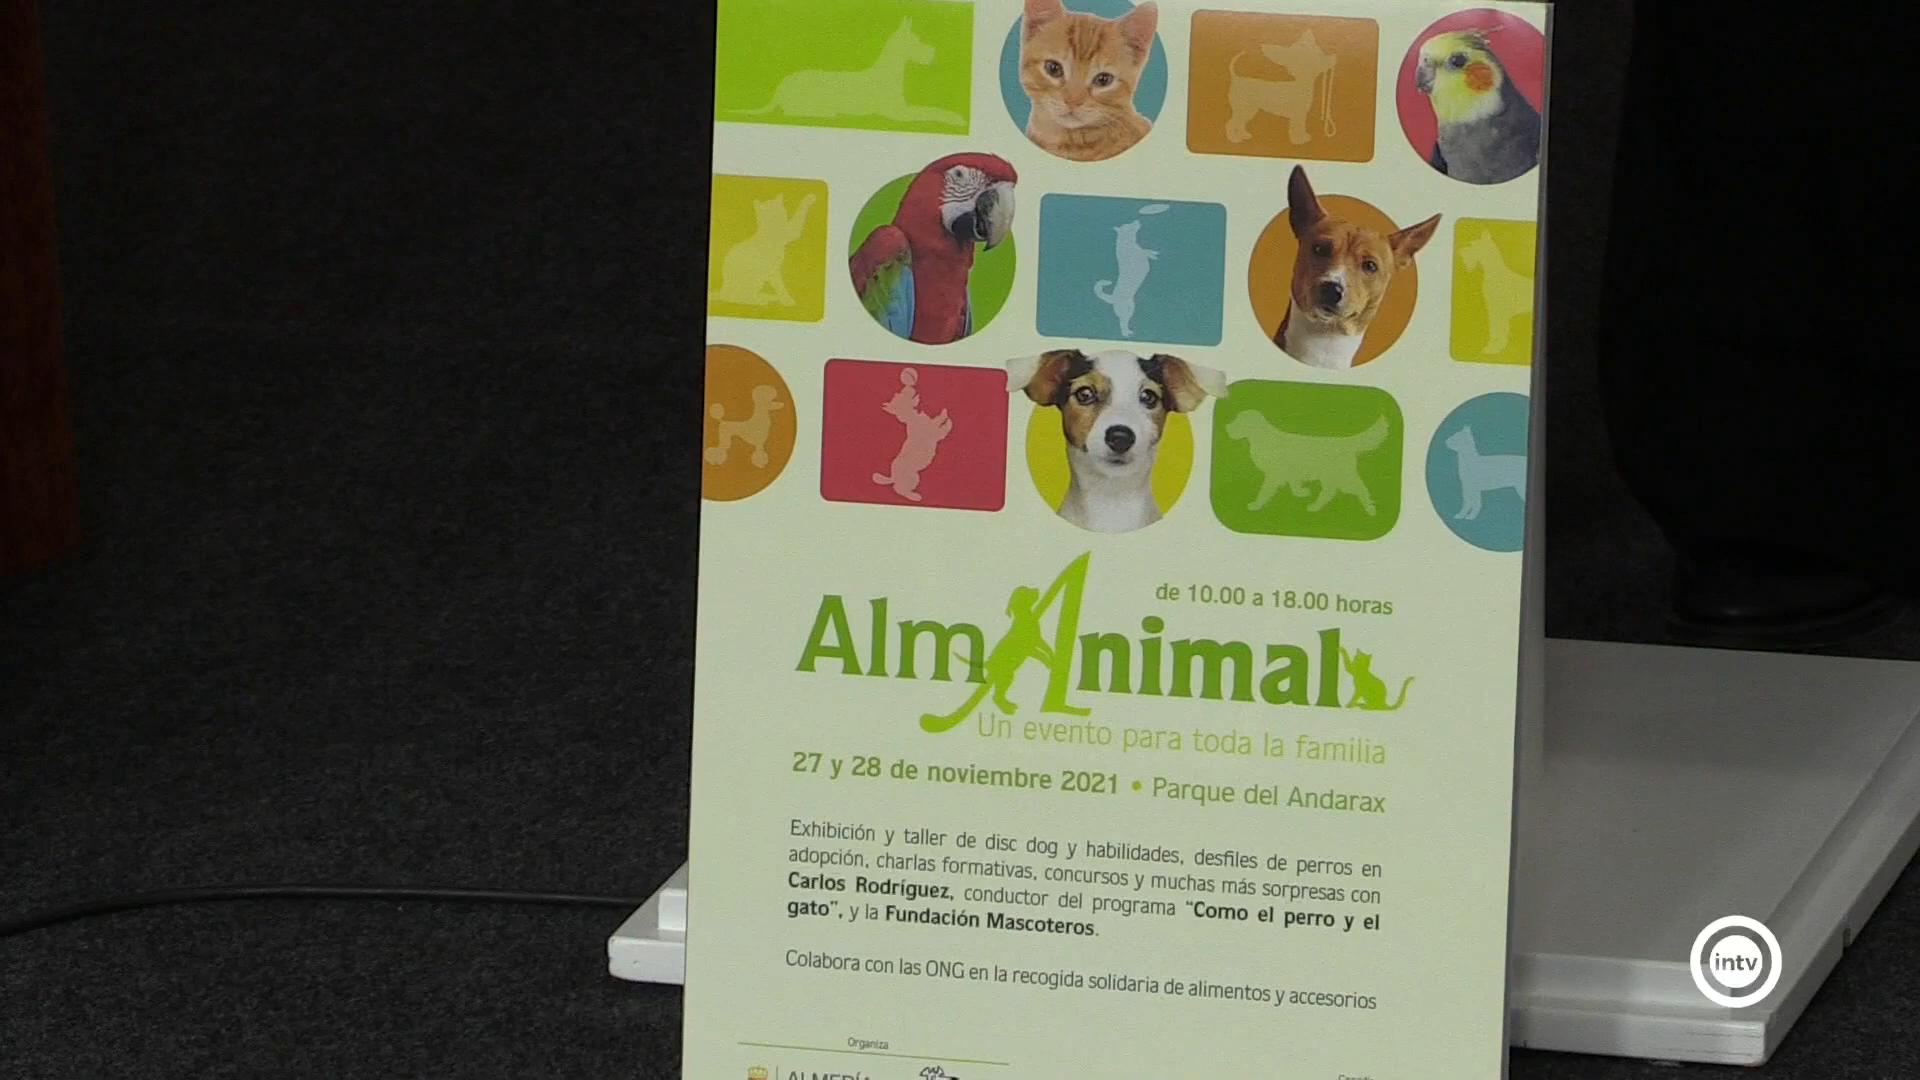 de 10.00 a 18.00 horas
AlmAnimal
Un evento para toda la familia
27 y 28 de noviembre 2021 • Parque del Andarax
Exhibición y taller de disc dog y habilidades, desfiles de perros en
adopción, charlas formativas, concursos y muchas más sorpresas con
Carlos Rodríguez, conductor del programa “Como el perro y el
gato”, y la Fundación Mascoteros.
Colabora con las ONG en la recogida solidaria de alimentos y accesorios
Organiza
ALMERÍA
intv